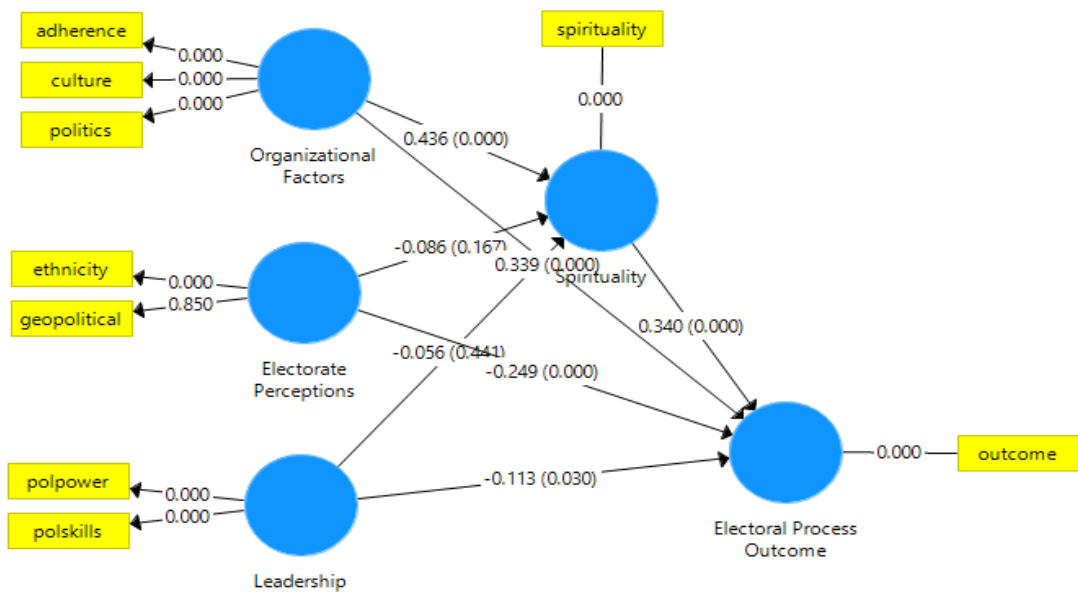 spirituality
adherence
0.000
culture
0.000
0.000
politics
0.000
0.436 (0.000)
Organizational
Factors
-0.086 (0.167)
ethnicity
0.339 (0.000)
0.000
Spirituality
0.850
geopolitical
0.340 (0.000)
-0.056 (0.441)
Electorate
-0.249 (0.000)
Perceptions
0.000
outcome
polpower
-0.113 (0.030)
0.000
0.000
polskills
Electoral Process
Outcome
Leadership